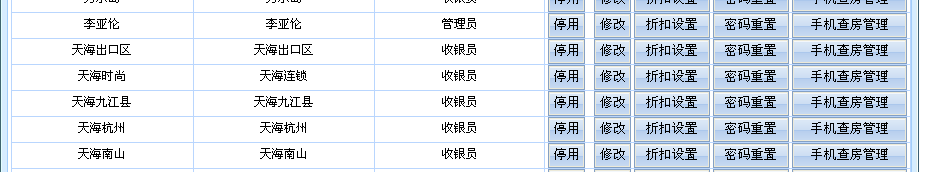 李亚伦 李亚伦 管理员 停用 修改 折扣设置 密码重置 手机查房管理
天海出口区 天海出口区 收银员 停用 修改 折扣设置 密码重置 手机查房管理
天海时尚 天海连锁 收银员 停用 修改 折扣设置 密码重置 手机查房管理
天海九江县 天海九江县 收银员 停用 修改 折扣设置 密码重置 手机查房管理
天海杭州 天海杭州 收银员 停用 修改 折扣设置 密码重置 手机查房管理
天海南山 天海南山 收银员 停用 修改 折扣设置 密码重置 手机查房管理